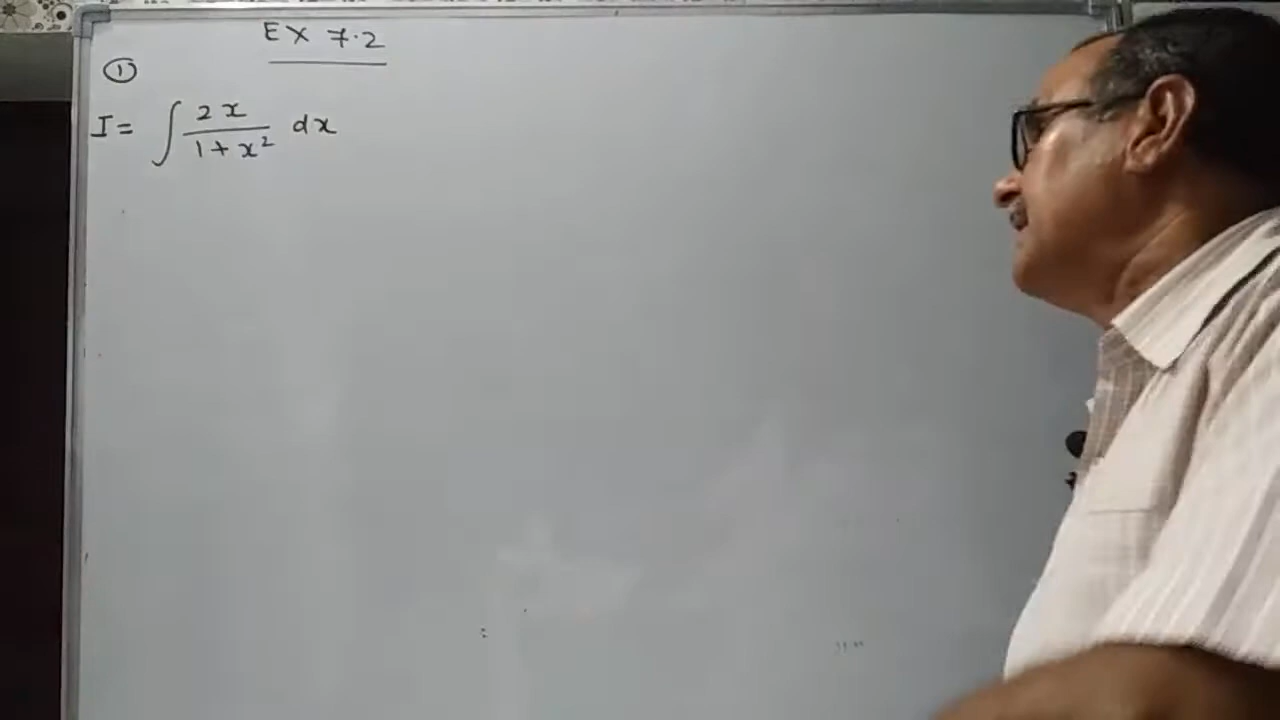 EX 7.2
①
I = ∫ 2x / 1+x² dx